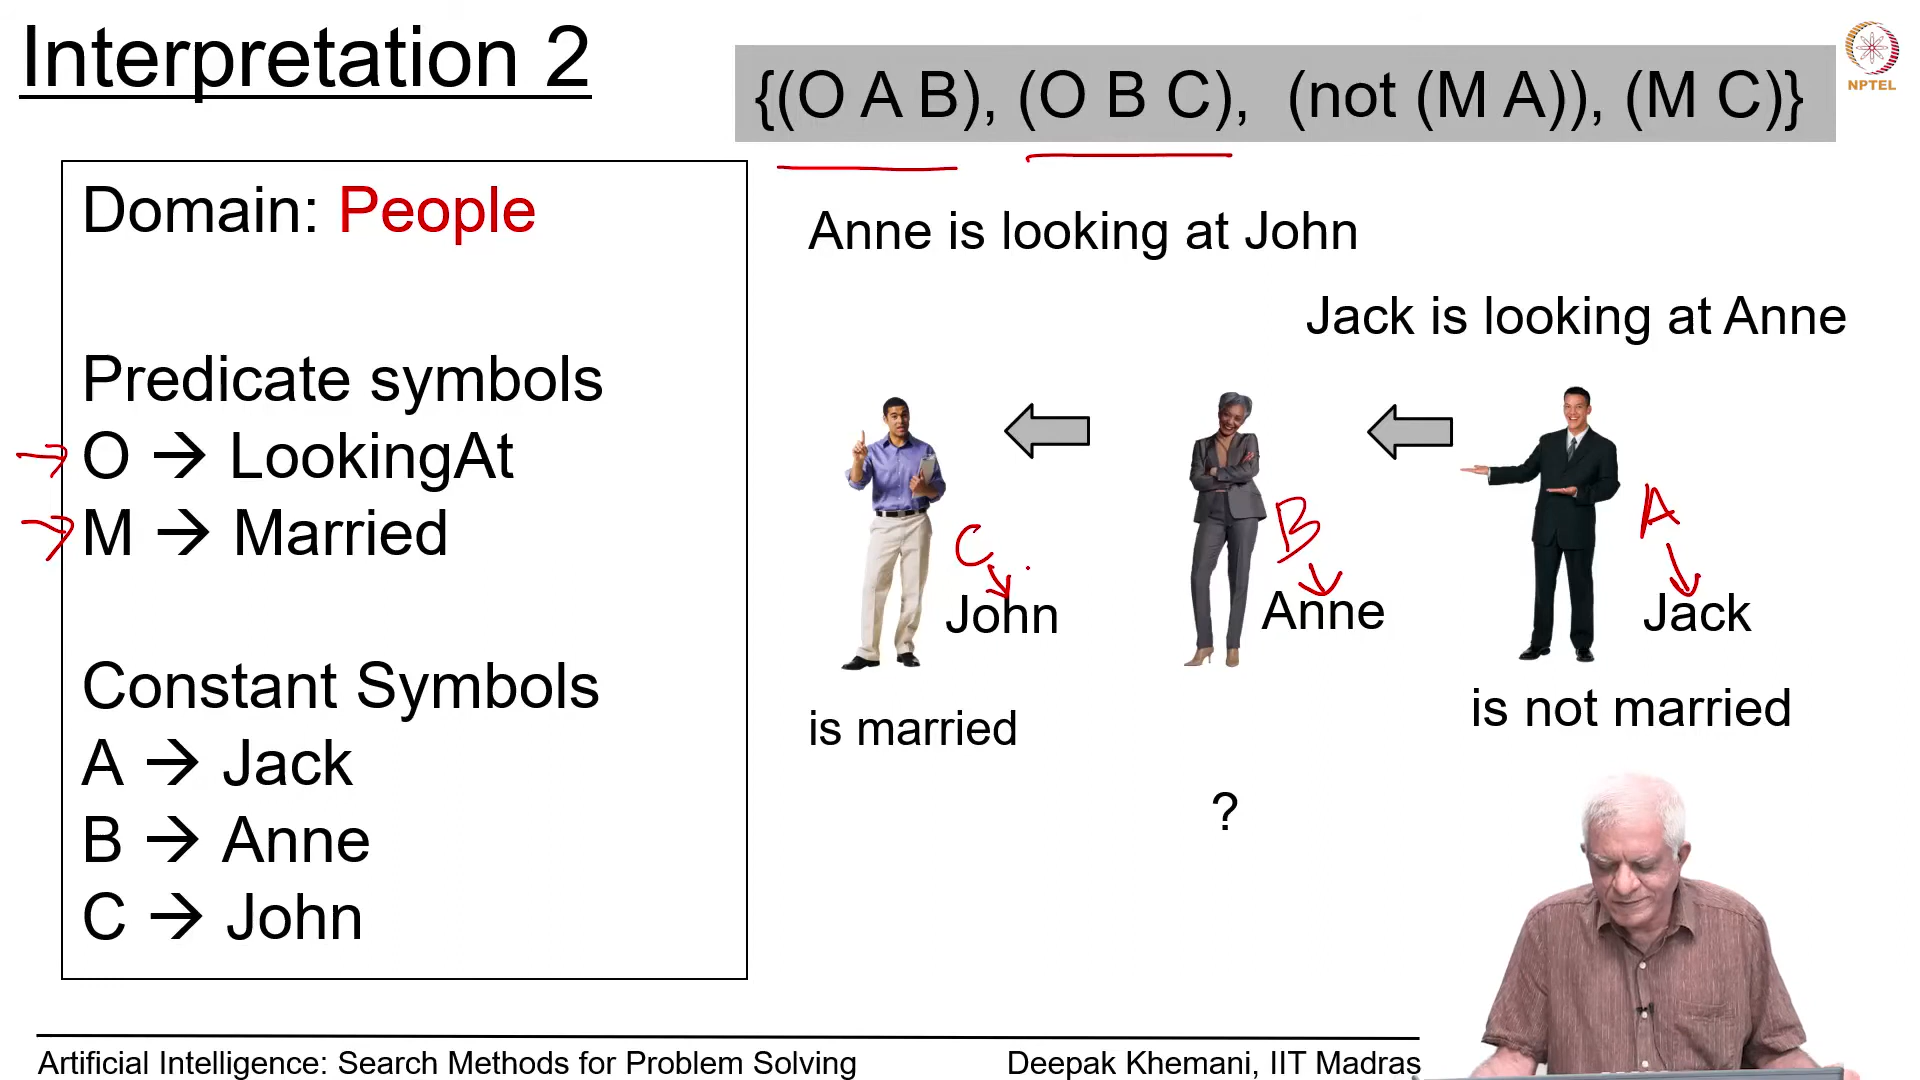 Interpretation 2
{(O A B), (O B C), (not (M A)), (M C)}
NPTEL
Domain: People
Predicate symbols
O → LookingAt
M → Married
Constant Symbols
A → Jack
B → Anne
C → John
Anne is looking at John
Jack is looking at Anne
C
B
A
John
Anne
Jack
is married
is not married
?
Artificial Intelligence: Search Methods for Problem Solving
Deepak Khemani, IIT Madras